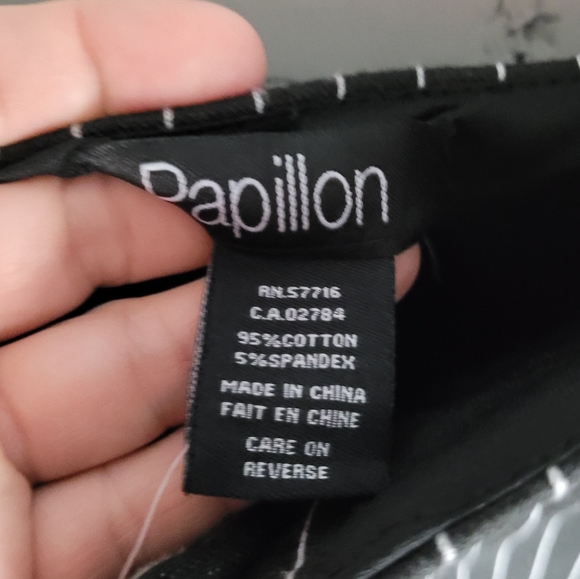 Papillon
RN.57716
C.A.02784
95%COTTON
5%SPANDEX
MADE IN CHINA
FAIT EN CHINE
CARE ON
REVERSE